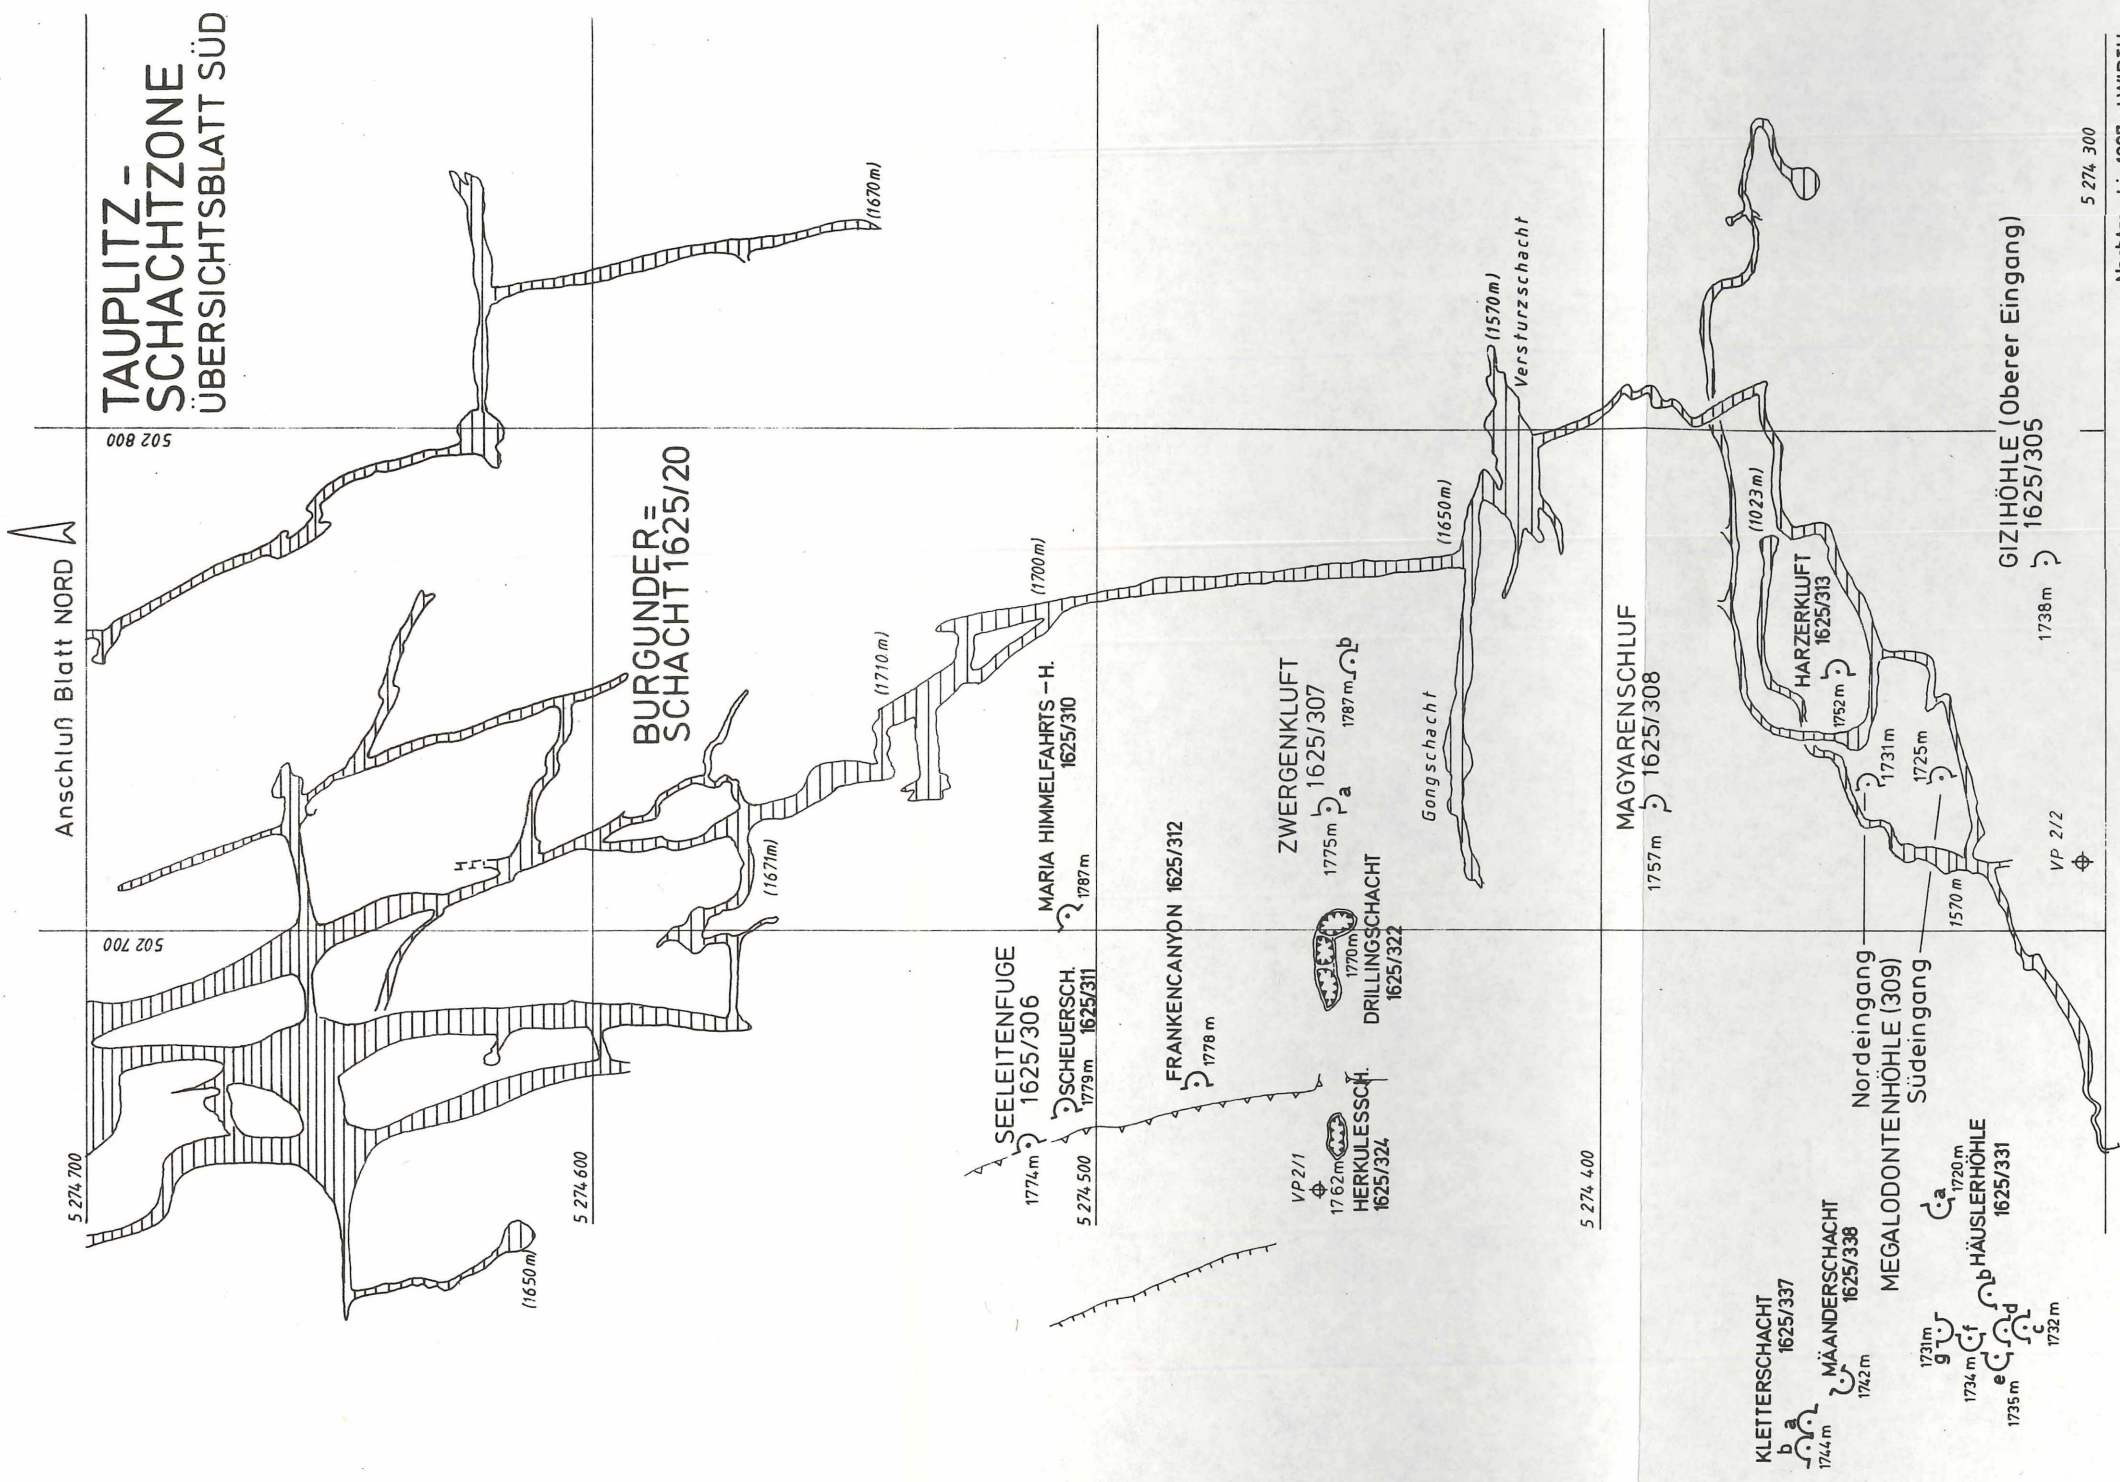 TAUPLITZ-
SCHACHTZONE
ÜBERSICHTSBLATT SÜD
Anschluß Blatt NORD
502 800
502 700
5 274 700
(1670m)
BURGUNDER=
SCHACHT 1625/20
5 274 600
(1650m)
(1671m)
(1710m)
(1700m)
MARIA HIMMELFAHRTS-H.
1625/310
1787m
SEELEITENFUGE
1625/306
1774m
SCHEUERSCH.
1625/311
1779m
5 274 500
FRANKENCANYON 1625/312
1778m
ZWERGENKLUFT
1625/307
1775m
a
1787m
b
1770m
DRILLINGSCHACHT
1625/322
VP2/1
1762m
HERKULESSCH.
1625/324
Gongschacht
(1650m)
(1570m)
Versturzschacht
5 274 400
MAGYARENSCHLUF
1625/308
1757m
(1023m)
HARZERKLUFT
1625/313
1752m
1731m
1725m
1570m
Nordeingang
MEGALODONTENHÖHLE (309)
Südeingang
GIZIHÖHLE (Oberer Eingang)
1625/305
1738m
VP 2/2
5 274 300
KLETTERSCHACHT
1625/337
b a
1744m
MÄANDERSCHACHT
1625/338
1742m
HÄUSLERHÖHLE
1625/331
a
1720m
b
1731m
g
1734m
f
e
1735m
d
c
1732m